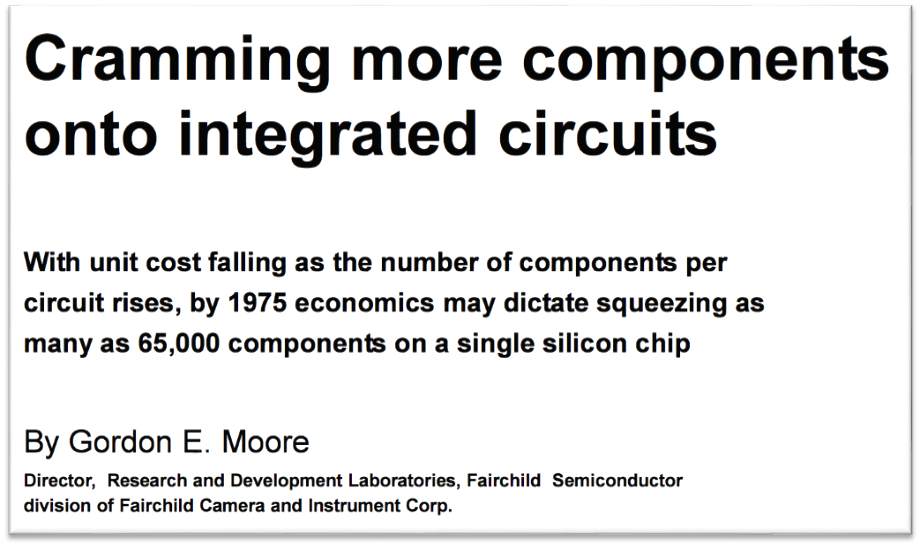 Cramming more components
onto integrated circuits
With unit cost falling as the number of components per
circuit rises, by 1975 economics may dictate squeezing as
many as 65,000 components on a single silicon chip
By Gordon E. Moore
Director, Research and Development Laboratories, Fairchild Semiconductor
division of Fairchild Camera and Instrument Corp.